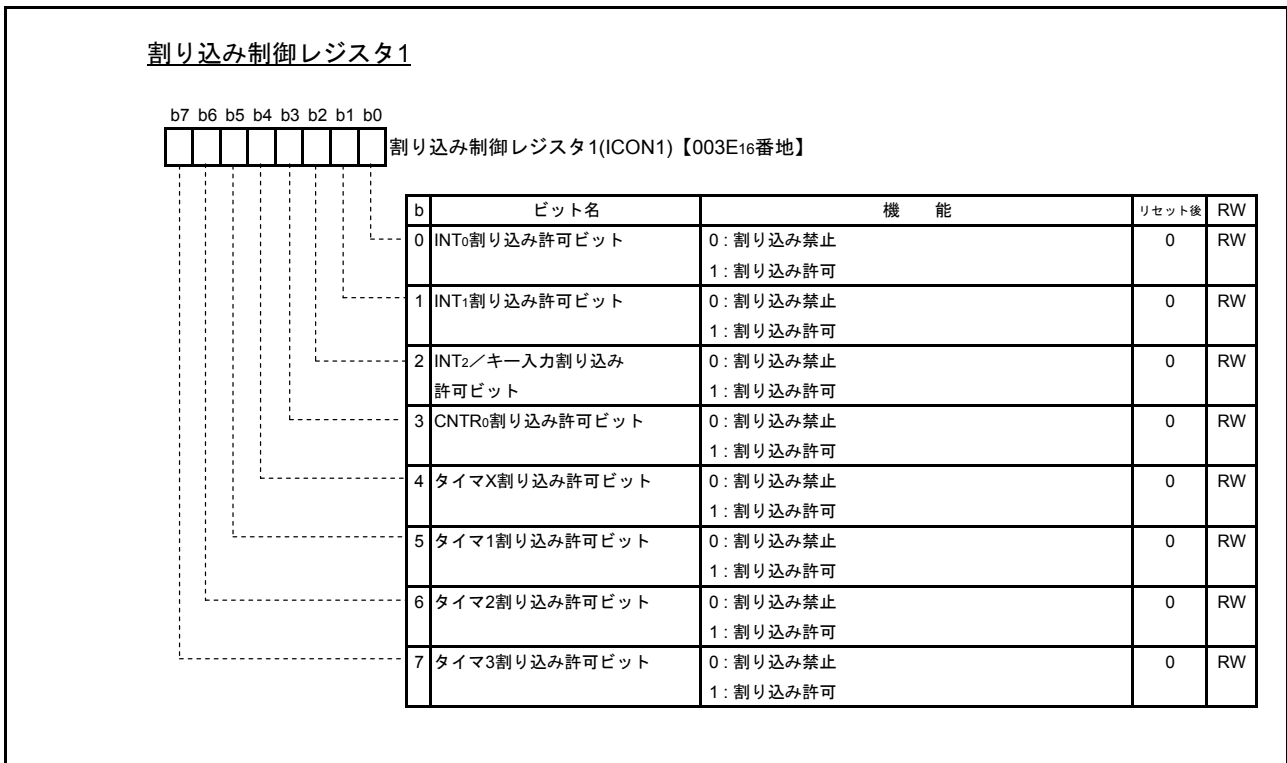 割り込み制御レジスタ1
b7 b6 b5 b4 b3 b2 b1 b0
割り込み制御レジスタ1(ICON1)【003E16番地】
b ビット名 機 能 リセット後 RW
0 INT0割り込み許可ビット 0 : 割り込み禁止 0 RW
1 : 割り込み許可
1 INT1割り込み許可ビット 0 : 割り込み禁止 0 RW
1 : 割り込み許可
2 INT2／キー入力割り込み 0 : 割り込み禁止 0 RW
許可ビット 1 : 割り込み許可
3 CNTR0割り込み許可ビット 0 : 割り込み禁止 0 RW
1 : 割り込み許可
4 タイマX割り込み許可ビット 0 : 割り込み禁止 0 RW
1 : 割り込み許可
5 タイマ1割り込み許可ビット 0 : 割り込み禁止 0 RW
1 : 割り込み許可
6 タイマ2割り込み許可ビット 0 : 割り込み禁止 0 RW
1 : 割り込み許可
7 タイマ3割り込み許可ビット 0 : 割り込み禁止 0 RW
1 : 割り込み許可